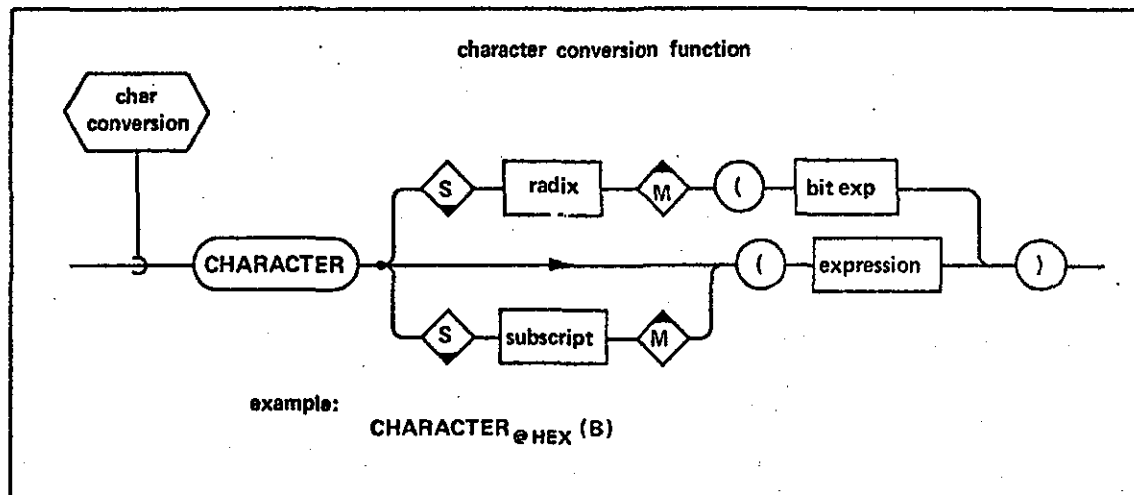 character conversion function
char
conversion
S radix M ( bit exp
CHARACTER ( expression )
S subscript M
example:
CHARACTER@HEX (B)